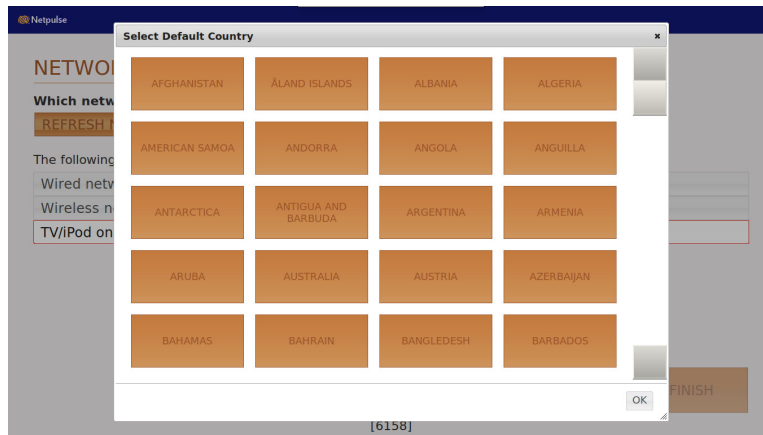 Netpulse
Select Default Country
NETWO
Which netw
REFRESH N
The following
Wired netw
Wireless n
TV/iPod on
AFGHANISTAN ÅLAND ISLANDS ALBANIA ALGERIA
AMERICAN SAMOA ANDORRA ANGOLA ANGUILLA
ANTARCTICA ANTIGUA AND BARBUDA ARGENTINA ARMENIA
ARUBA AUSTRALIA AUSTRIA AZERBAIJAN
BAHAMAS BAHRAIN BANGLEDESH BARBADOS
OK
FINISH
[6158]